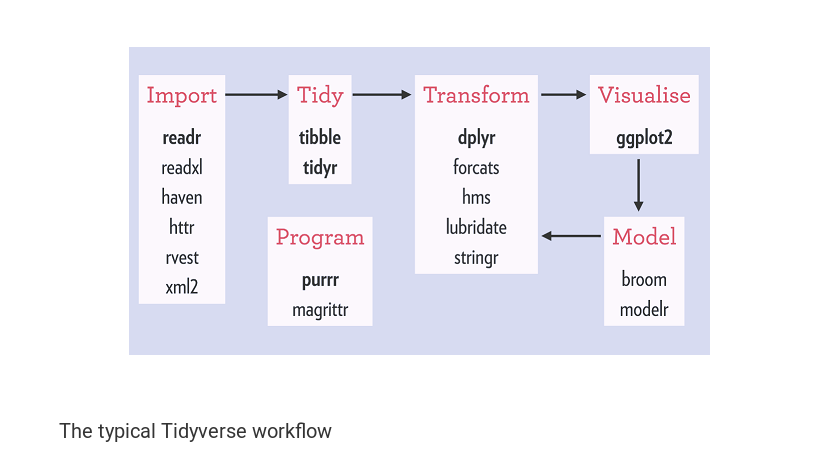 Import
readr
readxl
haven
httr
rvest
xml2
Tidy
tibble
tidyr
Transform
dplyr
forcats
hms
lubridate
stringr
Visualise
ggplot2
Program
purrr
magrittr
Model
broom
modelr
The typical Tidyverse workflow